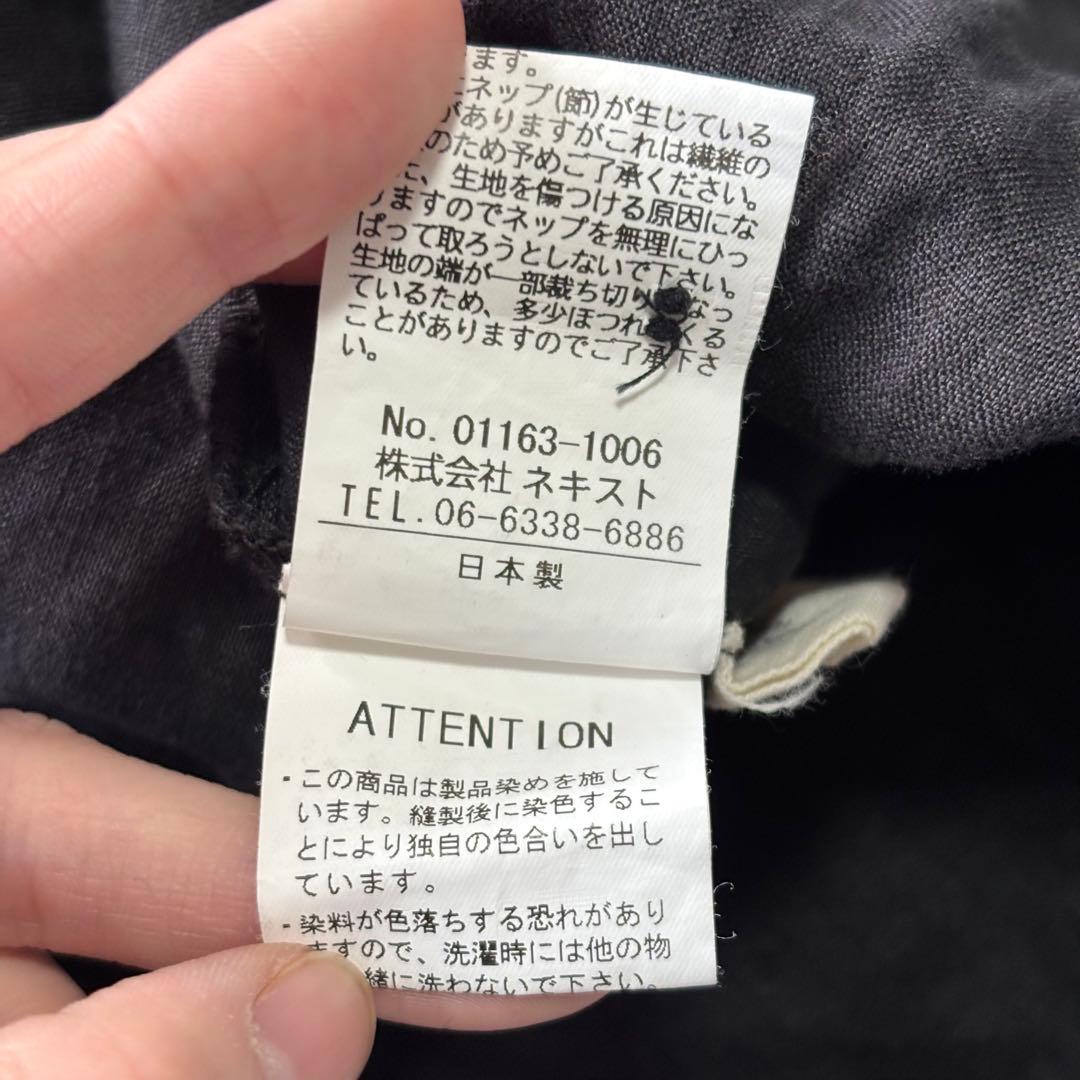 ます。
ネップ(節)が生じている
がありますがこれは繊維の
のため予めご了承ください。
に、生地を傷つける原因にな
りますのでネップを無理にひっ
ぱって取ろうとしないで下さい。
生地の端が一部裁ち切りなっ
ているため、多少ほつれくる
ことがありますのでご了承下さ
い。
No. 01163-1006
株式会社 ネキスト
TEL. 06-6338-6886
日本製
ATTENTION
・この商品は製品染めを施して
います。縫製後に染色するこ
とにより独自の色合いを出し
ています。
・染料が色落ちする恐れがあり
ますので、洗濯時には他の物
緒に洗わないで下さい。